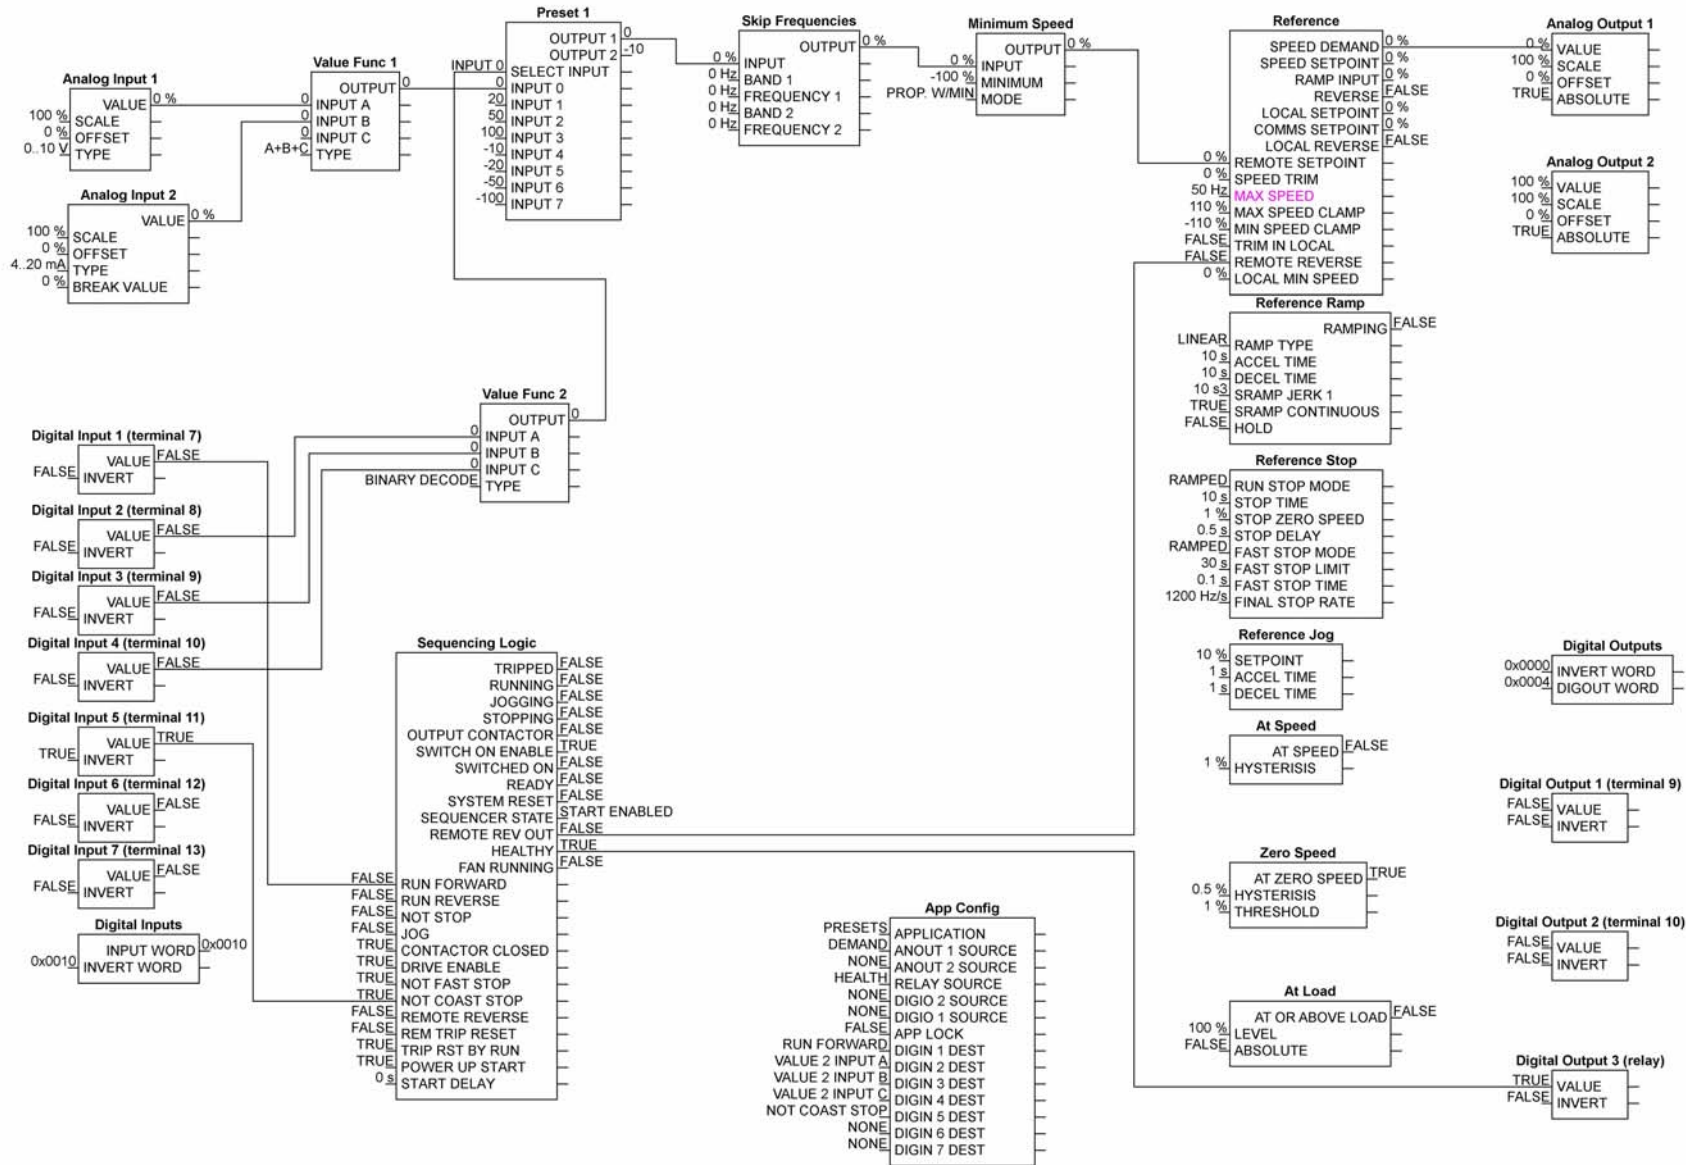 Analog Input 1
VALUE 0 %
100 % SCALE
0 % OFFSET
0..10 V TYPE
Analog Input 2
VALUE 0 %
100 % SCALE
0 % OFFSET
4..20 mA TYPE
0 % BREAK VALUE
Value Func 1
OUTPUT 0
0 INPUT A
0 INPUT B
0 INPUT C
A+B+C TYPE
Preset 1
OUTPUT 1 0
OUTPUT 2 -10
INPUT 0 SELECT INPUT
INPUT 0
20 INPUT 1
50 INPUT 2
100 INPUT 3
-10 INPUT 4
-20 INPUT 5
-50 INPUT 6
-100 INPUT 7
0
Skip Frequencies
OUTPUT 0 %
0 % INPUT
0 Hz BAND 1
0 Hz FREQUENCY 1
0 Hz BAND 2
0 Hz FREQUENCY 2
Minimum Speed
OUTPUT 0 %
0 % INPUT
-100 % MINIMUM
PROP. W/MIN MODE
Reference
SPEED DEMAND 0 %
SPEED SETPOINT 0 %
RAMP INPUT 0 %
REVERSE FALSE
LOCAL SETPOINT 0 %
COMMS SETPOINT 0 %
LOCAL REVERSE FALSE
0 % REMOTE SETPOINT
0 % SPEED TRIM
50 Hz MAX SPEED
110 % MAX SPEED CLAMP
-110 % MIN SPEED CLAMP
FALSE TRIM IN LOCAL
FALSE REMOTE REVERSE
0 % LOCAL MIN SPEED
Analog Output 1
0 % VALUE
100 % SCALE
0 % OFFSET
TRUE ABSOLUTE
Analog Output 2
100 % VALUE
100 % SCALE
0 % OFFSET
TRUE ABSOLUTE
Reference Ramp
RAMPING FALSE
LINEAR RAMP TYPE
10 s ACCEL TIME
10 s DECEL TIME
10 s3 SRAMP JERK 1
TRUE SRAMP CONTINUOUS
FALSE HOLD
Value Func 2
OUTPUT 0
0 INPUT A
0 INPUT B
0 INPUT C
BINARY DECODE TYPE
Digital Input 1 (terminal 7)
VALUE FALSE
FALSE INVERT
Digital Input 2 (terminal 8)
VALUE FALSE
FALSE INVERT
Digital Input 3 (terminal 9)
VALUE FALSE
FALSE INVERT
Digital Input 4 (terminal 10)
VALUE FALSE
FALSE INVERT
Digital Input 5 (terminal 11)
VALUE TRUE
TRUE INVERT
Digital Input 6 (terminal 12)
VALUE FALSE
FALSE INVERT
Digital Input 7 (terminal 13)
VALUE FALSE
FALSE INVERT
Digital Inputs
INPUT WORD 0x0010
0x0010 INVERT WORD
Sequencing Logic
TRIPPED FALSE
RUNNING FALSE
JOGGING FALSE
STOPPING FALSE
OUTPUT CONTACTOR FALSE
SWITCH ON ENABLE TRUE
SWITCHED ON FALSE
READY FALSE
SYSTEM RESET FALSE
SEQUENCER STATE START ENABLED
REMOTE REV OUT FALSE
HEALTHY TRUE
FAN RUNNING FALSE
FALSE RUN FORWARD
FALSE RUN REVERSE
FALSE NOT STOP
FALSE JOG
TRUE CONTACTOR CLOSED
TRUE DRIVE ENABLE
TRUE NOT FAST STOP
TRUE NOT COAST STOP
FALSE REMOTE REVERSE
FALSE REM TRIP RESET
TRUE TRIP RST BY RUN
TRUE POWER UP START
0 s START DELAY
App Config
PRESETS APPLICATION
DEMAND ANOUT 1 SOURCE
NONE ANOUT 2 SOURCE
HEALTH RELAY SOURCE
NONE DIGIO 2 SOURCE
NONE DIGIO 1 SOURCE
FALSE APP LOCK
RUN FORWARD DIGIN 1 DEST
VALUE 2 INPUT A DIGIN 2 DEST
VALUE 2 INPUT B DIGIN 3 DEST
VALUE 2 INPUT C DIGIN 4 DEST
NOT COAST STOP DIGIN 5 DEST
NONE DIGIN 6 DEST
NONE DIGIN 7 DEST
Reference Stop
RAMPED RUN STOP MODE
10 s STOP TIME
1 % STOP ZERO SPEED
0.5 s STOP DELAY
RAMPED FAST STOP MODE
30 s FAST STOP LIMIT
0.1 s FAST STOP TIME
1200 Hz/s FINAL STOP RATE
Reference Jog
10 % SETPOINT
1 s ACCEL TIME
1 s DECEL TIME
At Speed
AT SPEED FALSE
1 % HYSTERISIS
Zero Speed
AT ZERO SPEED TRUE
0.5 % HYSTERISIS
1 % THRESHOLD
At Load
AT OR ABOVE LOAD FALSE
100 % LEVEL
FALSE ABSOLUTE
Digital Outputs
0x0000 INVERT WORD
0x0004 DIGOUT WORD
Digital Output 1 (terminal 9)
FALSE VALUE
FALSE INVERT
Digital Output 2 (terminal 10)
FALSE VALUE
FALSE INVERT
Digital Output 3 (relay)
TRUE VALUE
FALSE INVERT